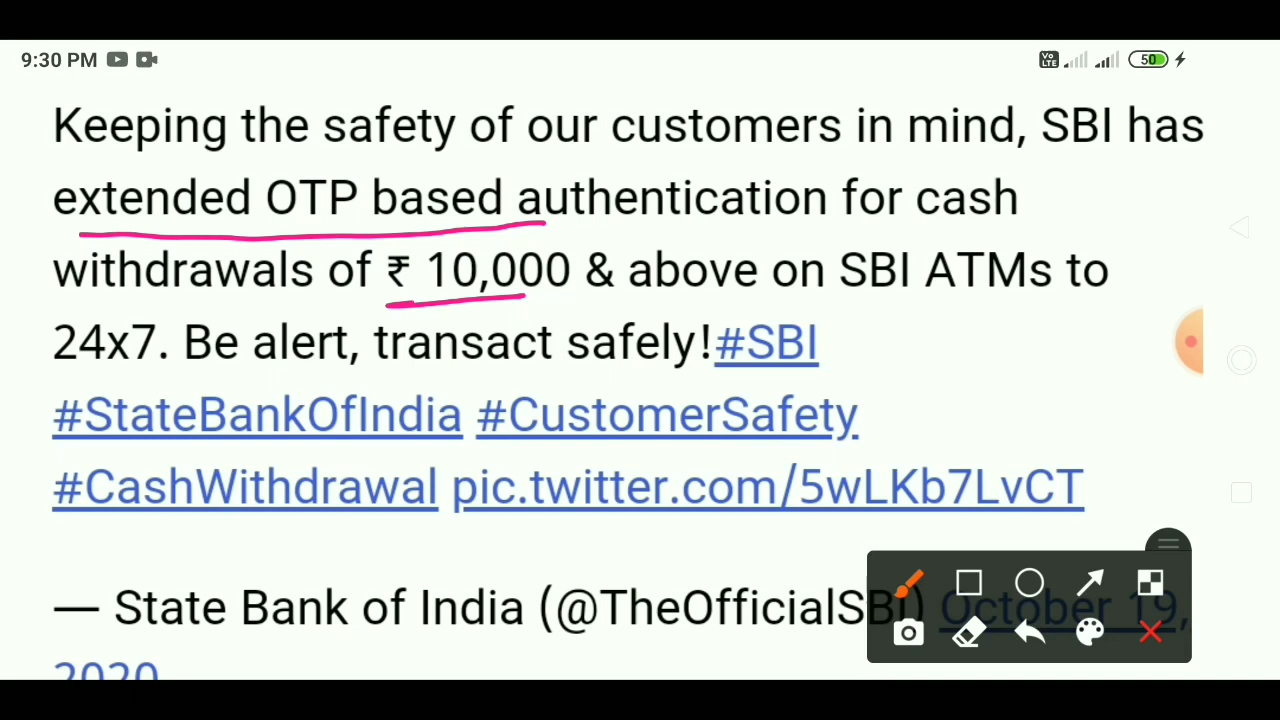 9:30 PM
Vo LTE
50
Keeping the safety of our customers in mind, SBI has
extended OTP based authentication for cash
withdrawals of ₹ 10,000 & above on SBI ATMs to
24x7. Be alert, transact safely!#SBI
#StateBankOfIndia #CustomerSafety
#CashWithdrawal pic.twitter.com/5wLKb7LvCT
— State Bank of India (@TheOfficialSBI) October 19,
2020